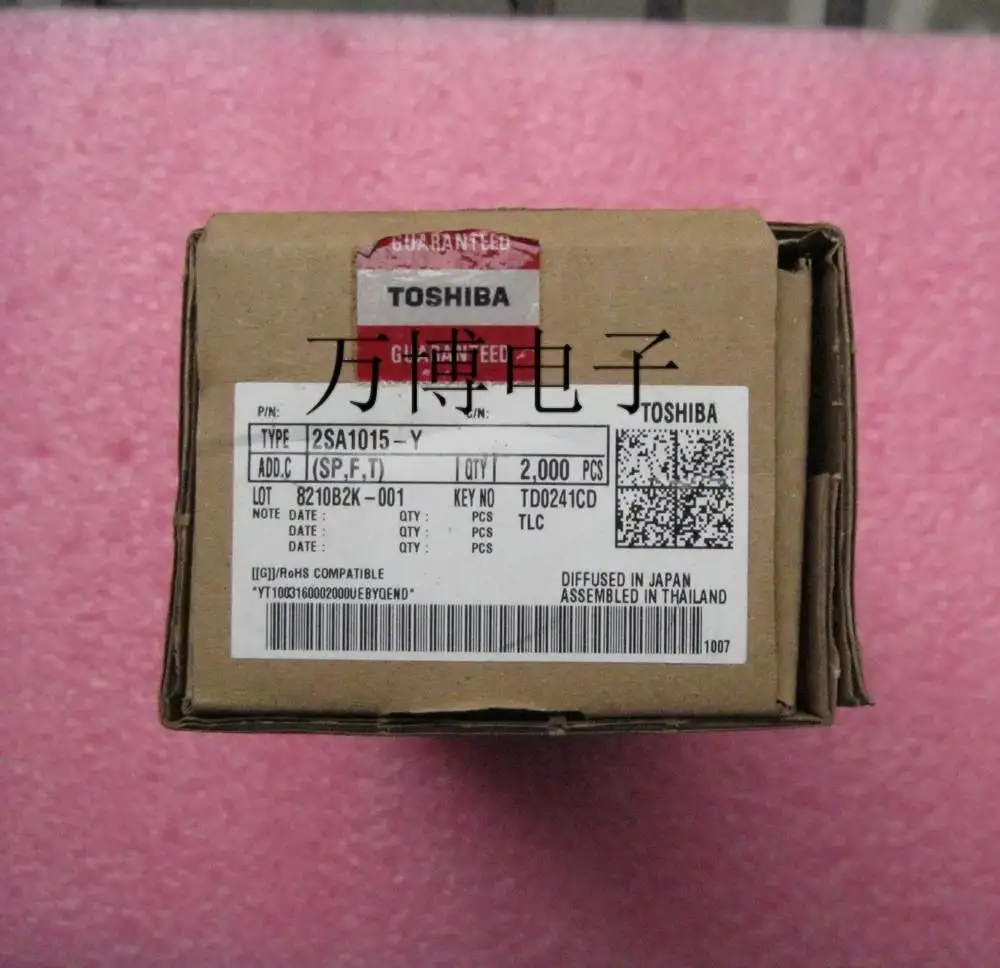 GUARANTEED
TOSHIBA
GUARANTEED
万博电子
P/N: C/N: TOSHIBA
TYPE 2SA1015-Y
ADD.C (SP,F,T) QTY 2,000 PCS
LOT 8210B2K-001 KEY NO TD0241CD
NOTE DATE : QTY : PCS TLC
DATE : QTY : PCS
DATE : QTY : PCS
[[G]]/RoHS COMPATIBLE DIFFUSED IN JAPAN
*YT1003160002000UEBYQEND* ASSEMBLED IN THAILAND
1007